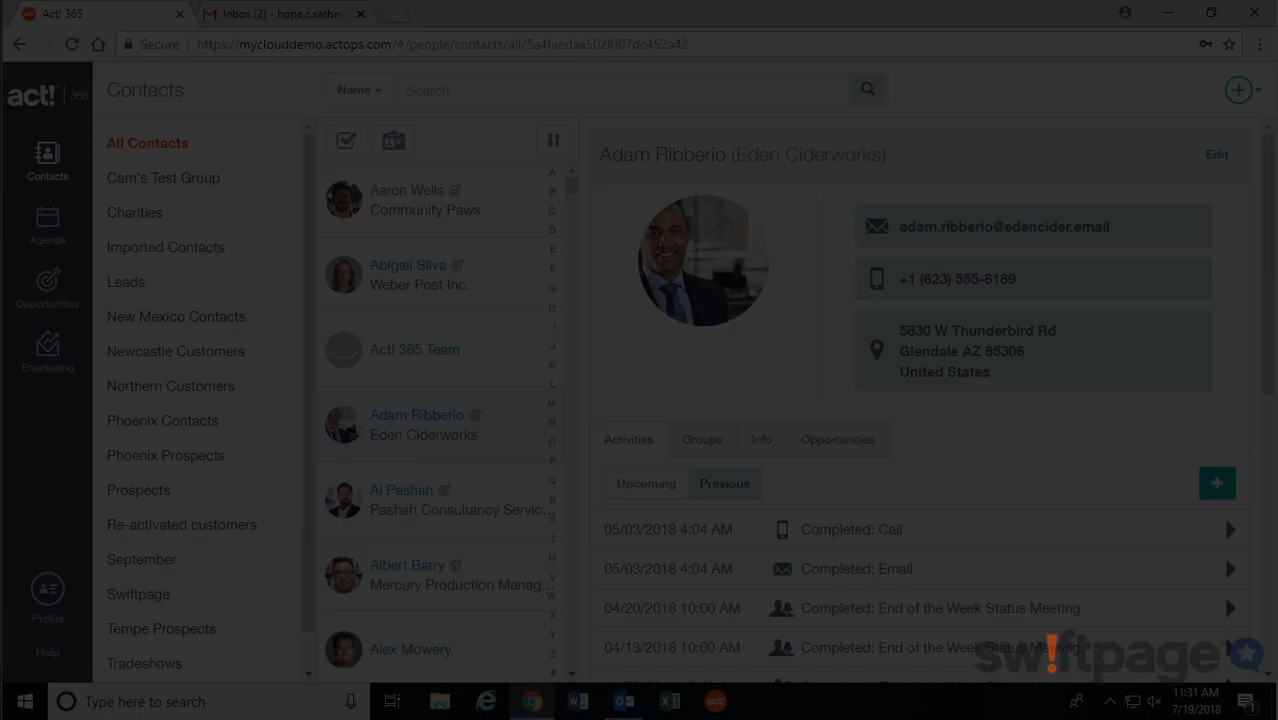 Act! 365
Inbox (2) - hope.c.sathe
Secure
https://myclouddemo.actops.com/#/people/contacts/all/5a4faedaa5028f07dc452a42
act! 365
Contacts
Agenda
Opportunities
Emarketing
Profile
Help
Contacts
Name
Search
All Contacts
Cam's Test Group
Charities
Imported Contacts
Leads
New Mexico Contacts
Newcastle Customers
Northern Customers
Phoenix Contacts
Phoenix Prospects
Prospects
Re-activated customers
September
Swiftpage
Tempe Prospects
Tradeshows
Aaron Wells
Community Paws
Abigail Silva
Weber Post Inc.
Act! 365 Team
Adam Ribberio
Eden Ciderworks
Al Pashah
Pashah Consultancy Servic...
Albert Barry
Mercury Production Manag...
Alex Mowery
A
B
C
D
E
F
G
H
I
J
K
L
M
N
O
P
Q
R
S
T
U
V
W
X
Y
Z
#
Adam Ribberio (Eden Ciderworks)
Edit
adam.ribberio@edencider.email
+1 (623) 555-8189
5830 W Thunderbird Rd
Glendale AZ 85306
United States
Activities
Groups
Info
Opportunities
Upcoming
Previous
05/03/2018 4:04 AM
Completed: Call
05/03/2018 4:04 AM
Completed: Email
04/20/2018 10:00 AM
Completed: End of the Week Status Meeting
04/13/2018 10:00 AM
Completed: End of the Week Status Meeting
sw!ftpage
Type here to search
act!
11:31 AM
7/19/2018
1